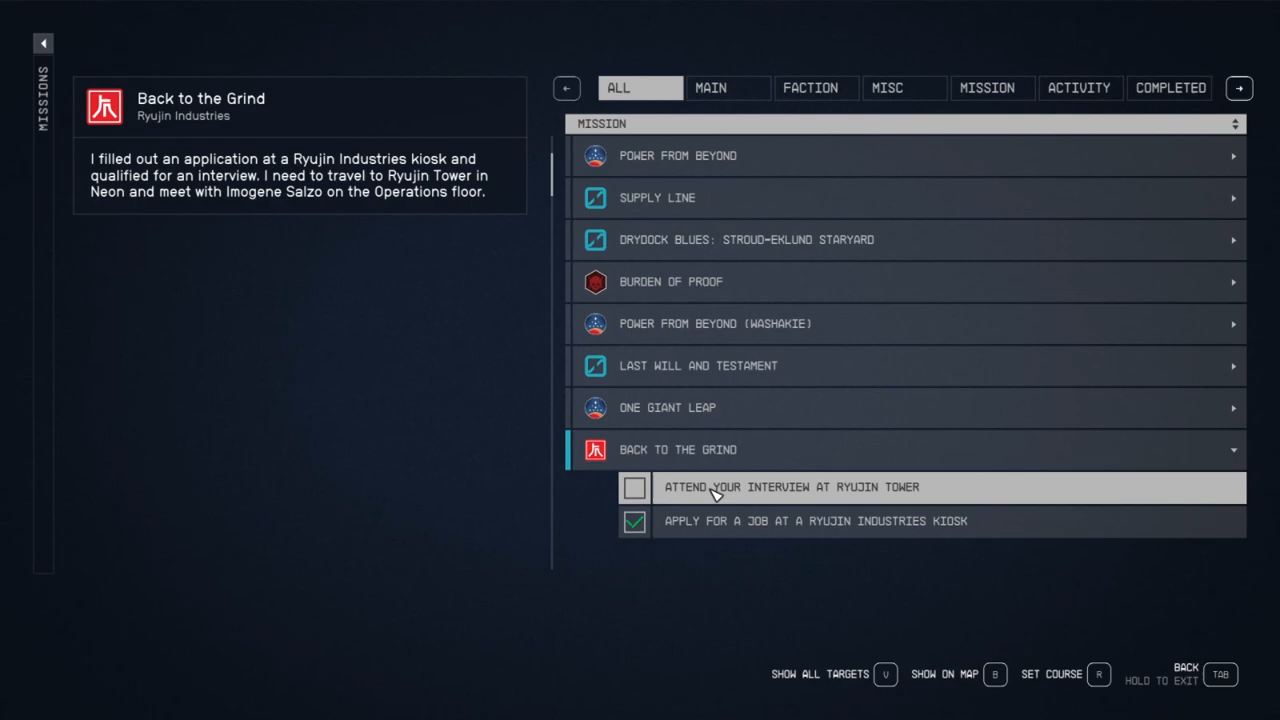 MISSIONS
Back to the Grind
Ryujin Industries
I filled out an application at a Ryujin Industries kiosk and
qualified for an interview. I need to travel to Ryujin Tower in
Neon and meet with Imogene Salzo on the Operations floor.
ALL
MAIN
FACTION
MISC
MISSION
ACTIVITY
COMPLETED
MISSION
POWER FROM BEYOND
SUPPLY LINE
DRYDOCK BLUES: STROUD-EKLUND STARYARD
BURDEN OF PROOF
POWER FROM BEYOND (WASHAKIE)
LAST WILL AND TESTAMENT
ONE GIANT LEAP
BACK TO THE GRIND
ATTEND YOUR INTERVIEW AT RYUJIN TOWER
APPLY FOR A JOB AT A RYUJIN INDUSTRIES KIOSK
SHOW ALL TARGETS V
SHOW ON MAP B
SET COURSE R
BACK
HOLD TO EXIT TAB